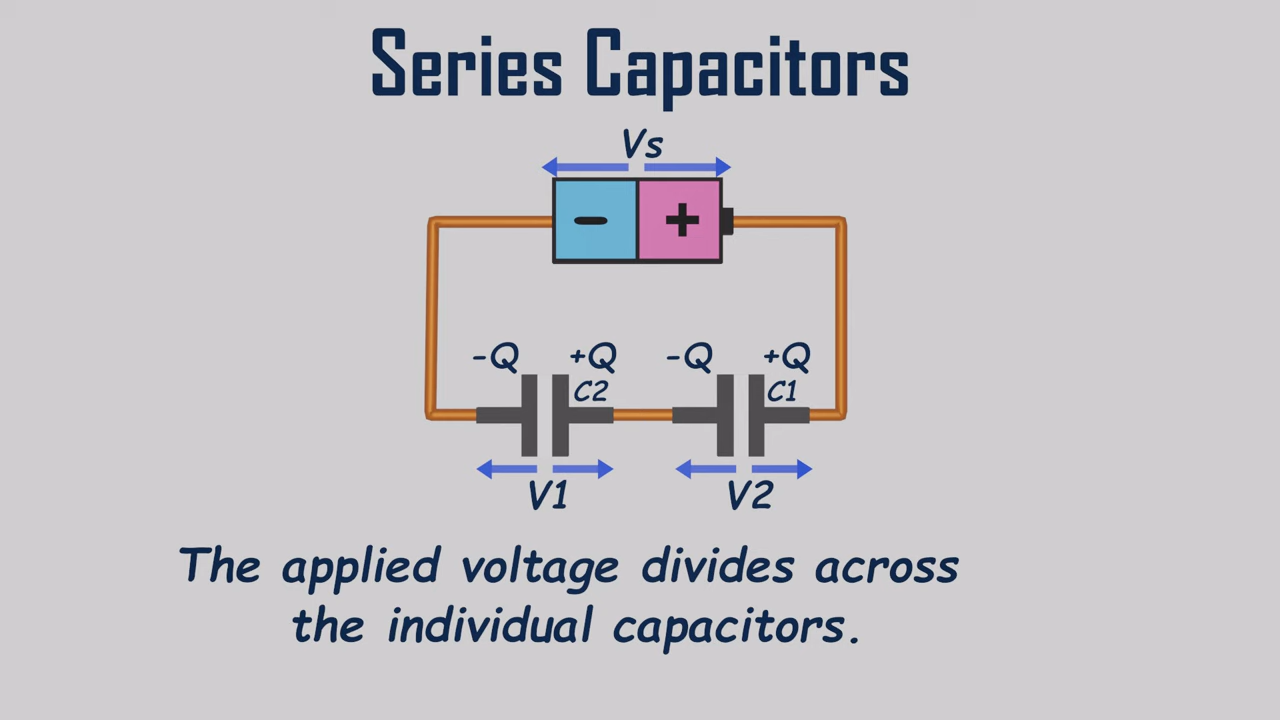 Series Capacitors
Vs
- +
-Q +Q -Q +Q
C2 C1
V1 V2
The applied voltage divides across
the individual capacitors.